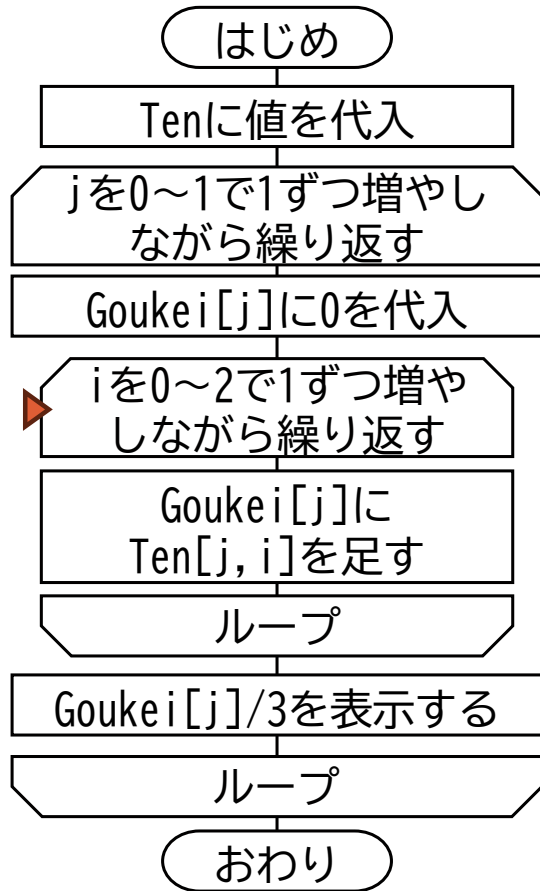 はじめ
Tenに値を代入
jを0～1で1ずつ増やし
ながら繰り返す
Goukei[j]に0を代入
iを0～2で1ずつ増や
しながら繰り返す
Goukei[j]に
Ten[j,i]を足す
ループ
Goukei[j]/3を表示する
ループ
おわり